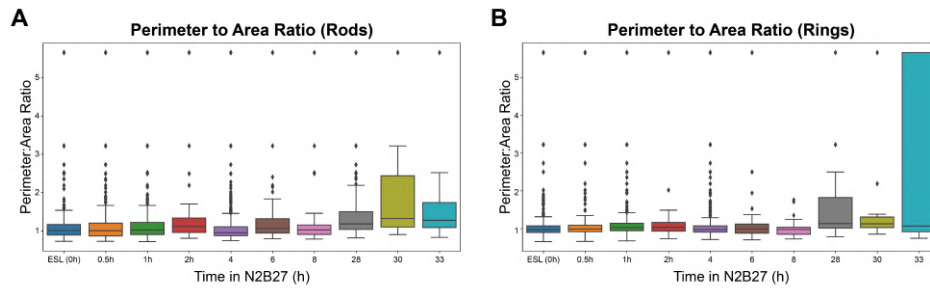 A
Perimeter to Area Ratio (Rods)
Perimeter:Area Ratio
5
4
3
2
1
ESL (0h) 0.5h 1h 2h 4 6 8 28 30 33
Time in N2B27 (h)
B
Perimeter to Area Ratio (Rings)
Perimeter:Area Ratio
5
4
3
2
1
ESL (0h) 0.5h 1h 2h 4 6 8 28 30 33
Time in N2B27 (h)